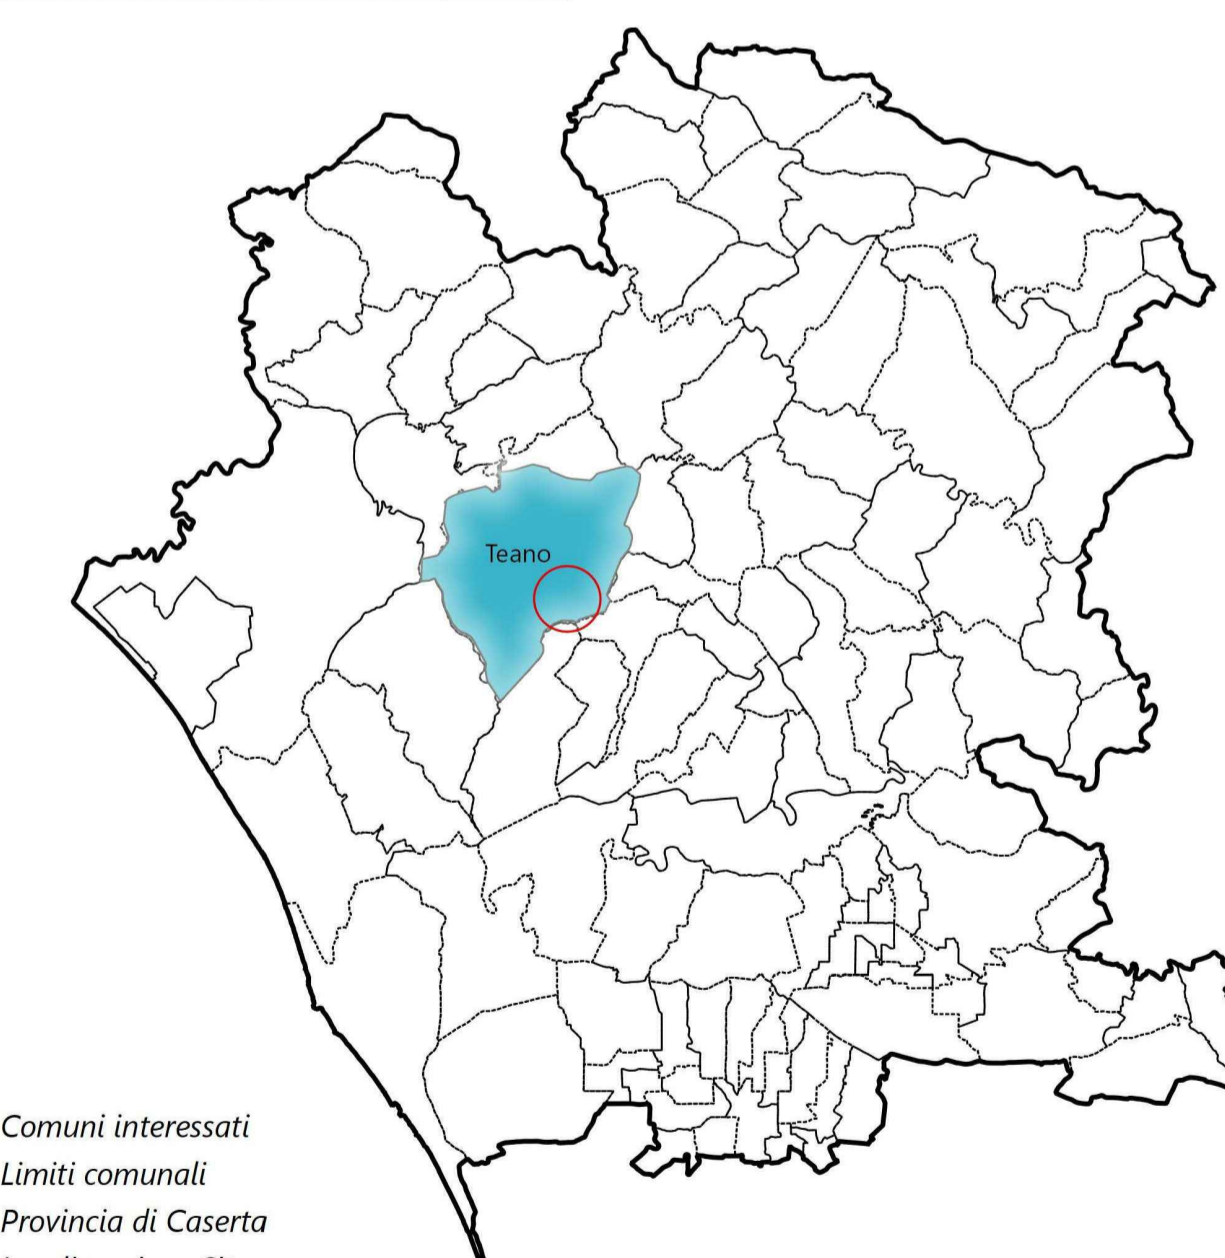 Teano
Comuni interessati
Limiti comunali
Provincia di Caserta